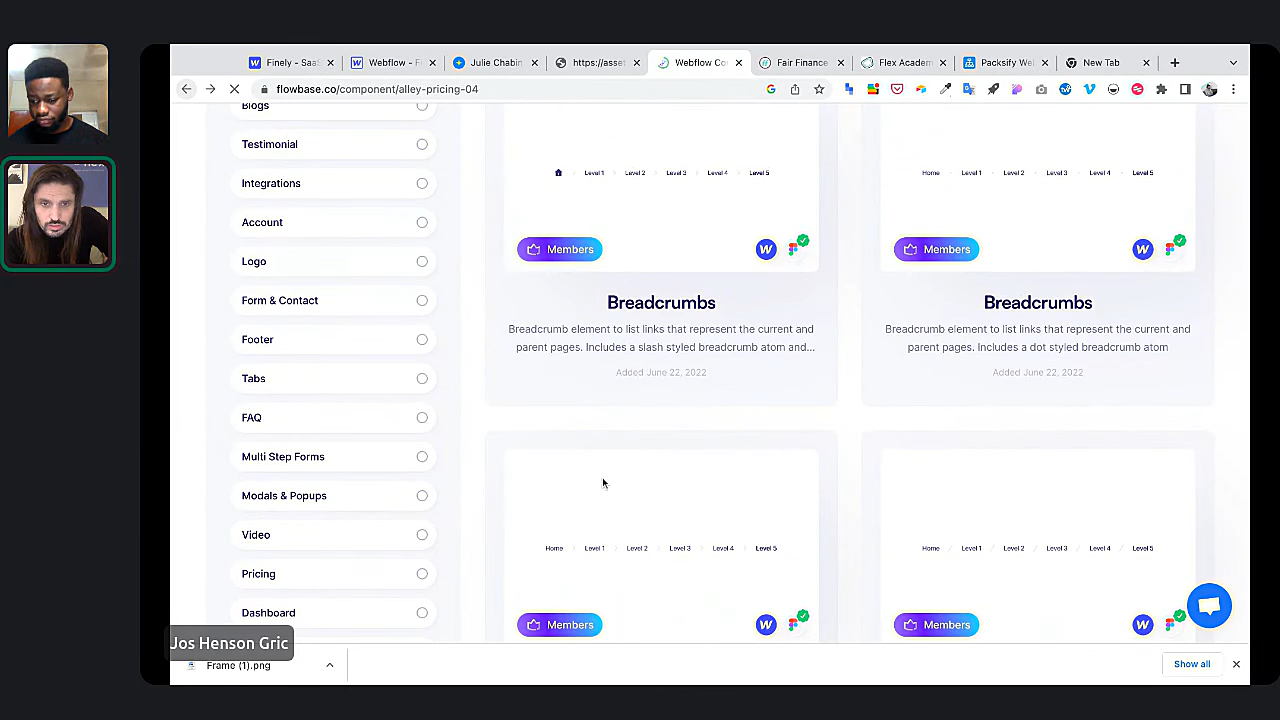 Finely - SaaS
Webflow - F
Julie Chabin
https://asset
Webflow Co
Fair Finance
Flex Academ
Packsify We
New Tab
flowbase.co/component/alley-pricing-04
Blogs
Testimonial
Integrations
Account
Logo
Form & Contact
Footer
Tabs
FAQ
Multi Step Forms
Modals & Popups
Video
Pricing
Dashboard
Level 1 Level 2 Level 3 Level 4 Level 5
Members
Breadcrumbs
Breadcrumb element to list links that represent the current and
parent pages. Includes a slash styled breadcrumb atom and...
Added June 22, 2022
Home Level 1 Level 2 Level 3 Level 4 Level 5
Members
Breadcrumbs
Breadcrumb element to list links that represent the current and
parent pages. Includes a dot styled breadcrumb atom
Added June 22, 2022
Home Level 1 Level 2 Level 3 Level 4 Level 5
Members
Home Level 1 Level 2 Level 3 Level 4 Level 5
Members
Jos Henson Gric
Frame (1).png
Show all